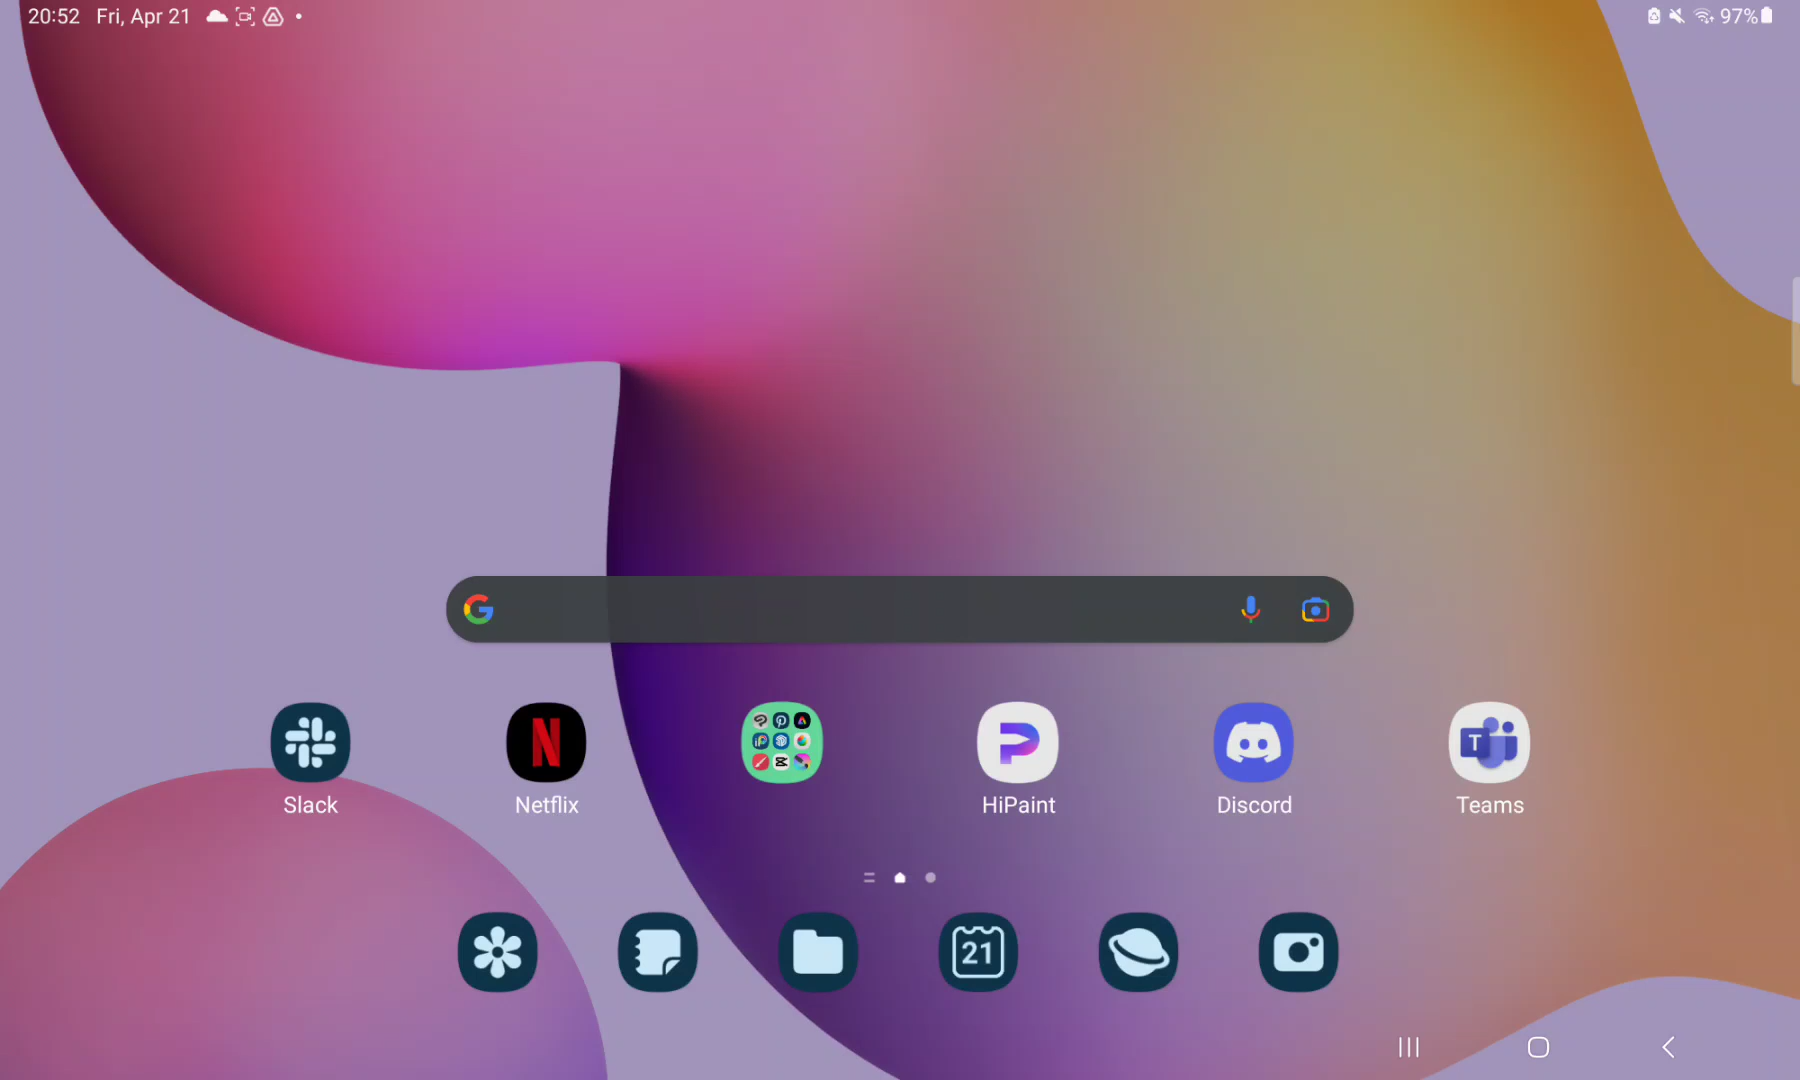 20:52 Fri, Apr 21
97%
Slack
Netflix
HiPaint
Discord
Teams
21